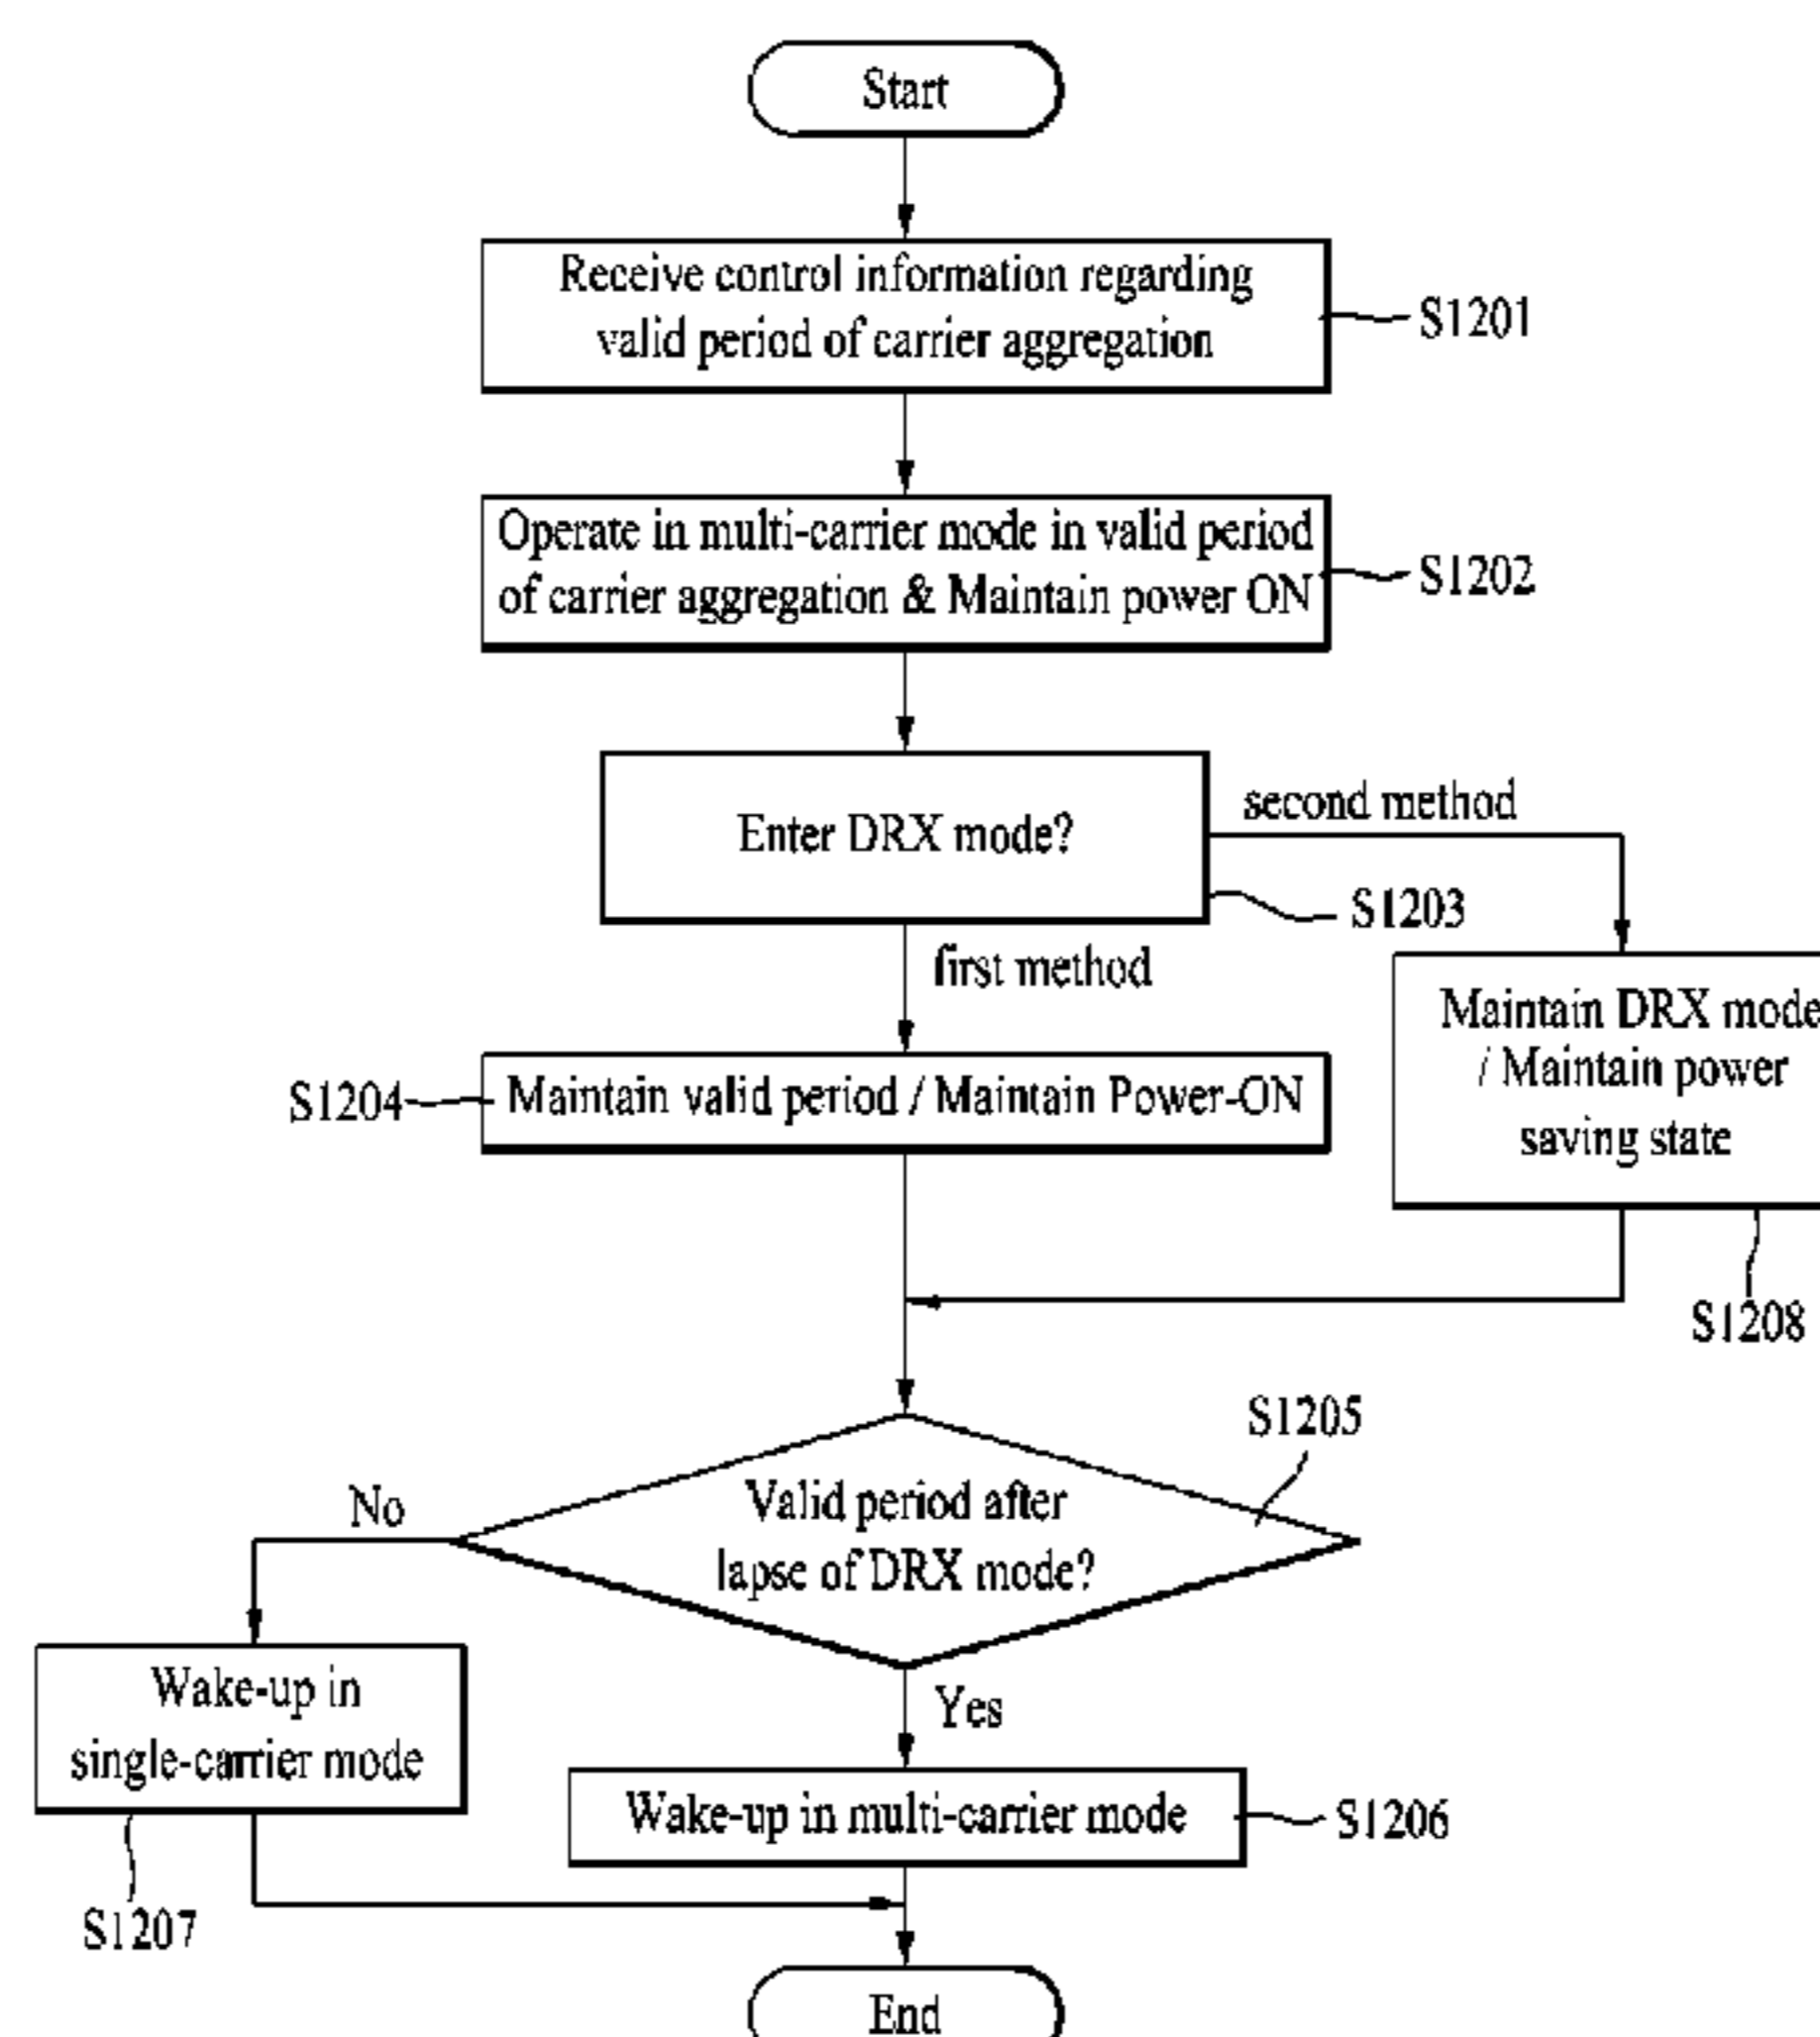 Start
Receive control information regarding
valid period of carrier aggregation
S1201
Operate in multi-carrier mode in valid period
of carrier aggregation & Maintain power ON
S1202
Enter DRX mode?
second method
S1203
first method
Maintain DRX mode
/ Maintain power
saving state
S1204
Maintain valid period / Maintain Power-ON
S1208
S1205
No
Valid period after
lapse of DRX mode?
Wake-up in
single-carrier mode
Yes
Wake-up in multi-carrier mode
S1206
S1207
End